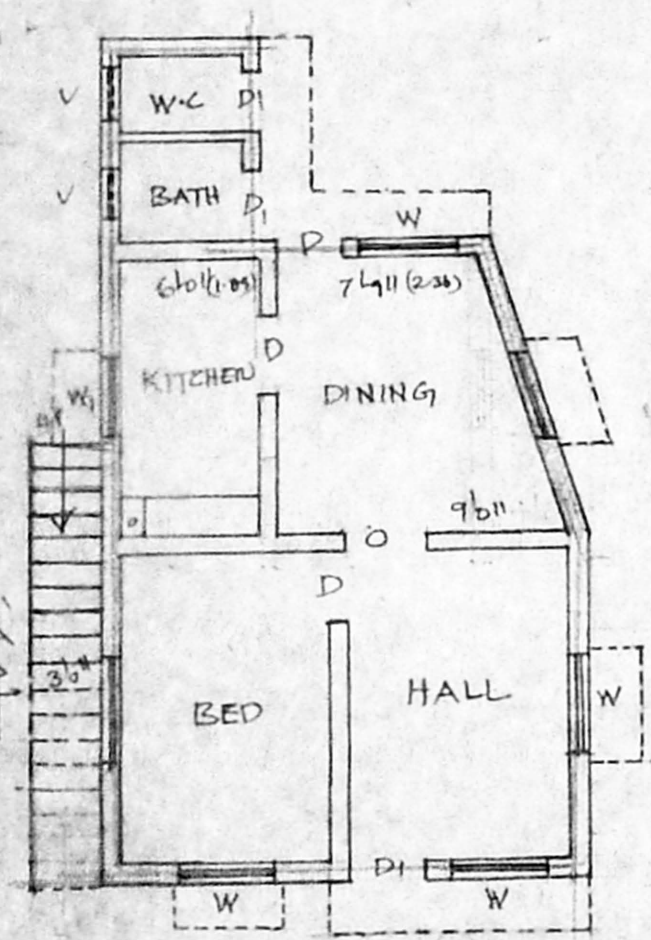 V W.C D1
V BATH D1
D W
6'0"(1.83) 7'9"(2.36)
D
W1 KITCHEN DINING
9'0"
O
D
3'0"
BED HALL W
D1
W W